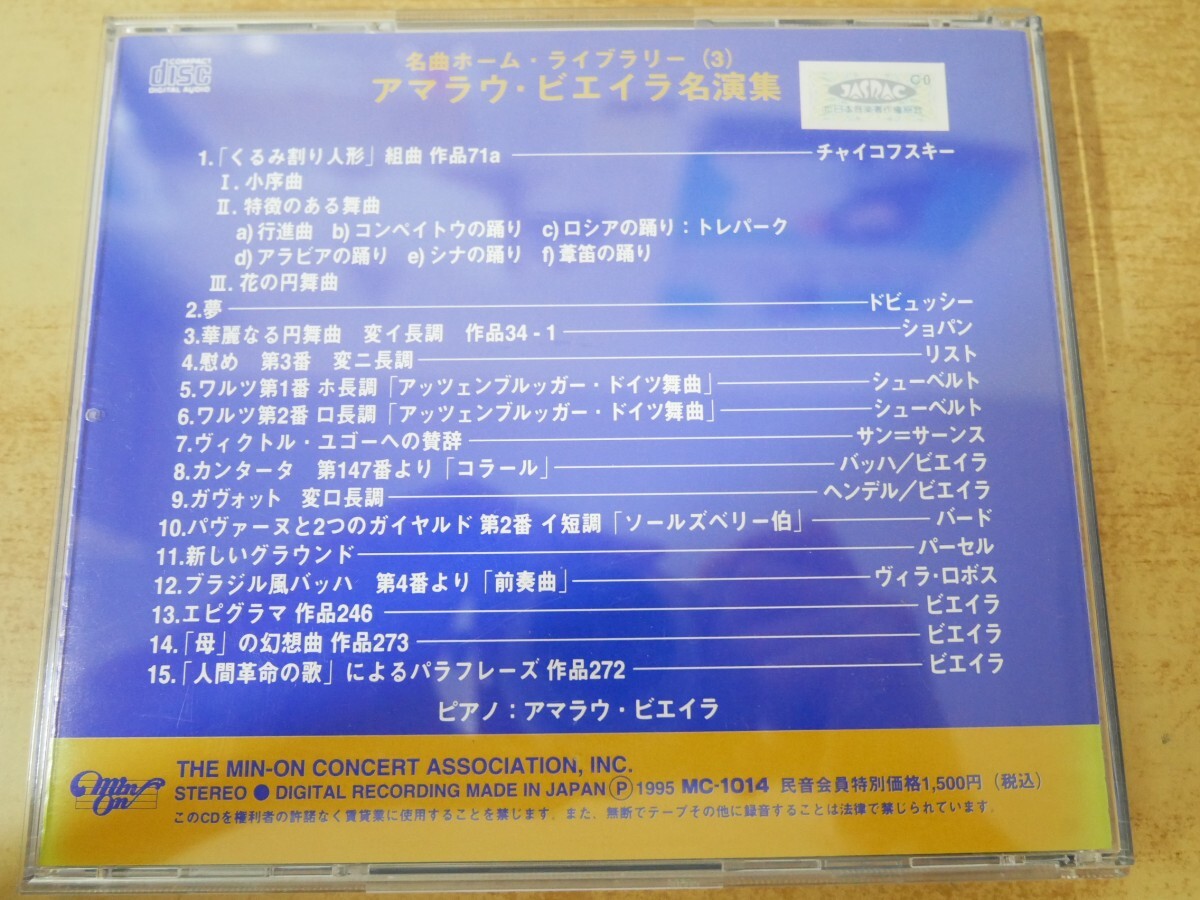 COMPACT
disc
DIGITAL AUDIO
名曲ホーム・ライブラリー（3）
アマラウ・ビエイラ名演集
JASRAC
1.「くるみ割り人形」組曲 作品71a チャイコフスキー
Ⅰ. 小序曲
Ⅱ. 特徴のある舞曲
a) 行進曲 b) コンペイトウの踊り c) ロシアの踊り：トレパーク
d) アラビアの踊り e) シナの踊り f) 葦笛の踊り
Ⅲ. 花の円舞曲
2.夢 ドビュッシー
3.華麗なる円舞曲 変イ長調 作品34-1 ショパン
4.慰め 第3番 変ニ長調 リスト
5.ワルツ第1番 ホ長調「アッツェンブルッガー・ドイツ舞曲」 シューベルト
6.ワルツ第2番 ロ長調「アッツェンブルッガー・ドイツ舞曲」 シューベルト
7.ヴィクトル・ユゴーへの賛辞 サン=サーンス
8.カンタータ 第147番より「コラール」 バッハ／ビエイラ
9.ガヴォット 変ロ長調 ヘンデル／ビエイラ
10.パヴァーヌと2つのガイヤルド 第2番 イ短調「ソールズベリー伯」 バード
11.新しいグラウンド パーセル
12.ブラジル風バッハ 第4番より「前奏曲」 ヴィラ・ロボス
13.エピグラマ 作品246 ビエイラ
14.「母」の幻想曲 作品273 ビエイラ
15.「人間革命の歌」によるパラフレーズ 作品272 ビエイラ
ピアノ：アマラウ・ビエイラ
min on
THE MIN-ON CONCERT ASSOCIATION, INC.
STEREO ● DIGITAL RECORDING MADE IN JAPAN Ⓟ 1995 MC-1014 民音会員特別価格1,500円（税込）
このCDを権利者の許諾なく賃貸業に使用することを禁じます。また、無断でテープその他に録音することは法律で禁じられています。